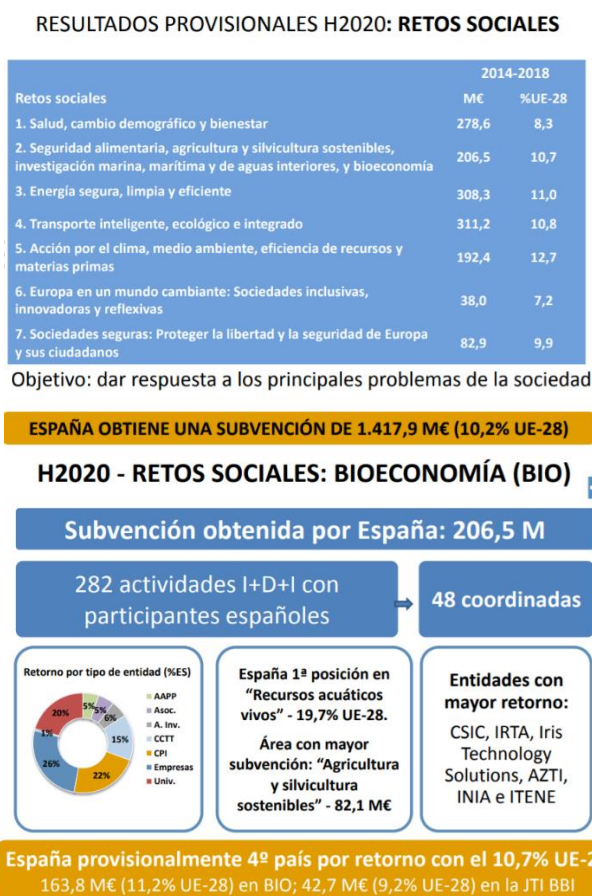 RESULTADOS PROVISIONALES H2020: RETOS SOCIALES
2014-2018
Retos sociales M€ %UE-28
1. Salud, cambio demográfico y bienestar 278,6 8,3
2. Seguridad alimentaria, agricultura y silvicultura sostenibles,
investigación marina, marítima y de aguas interiores, y bioeconomía 206,5 10,7
3. Energía segura, limpia y eficiente 308,3 11,0
4. Transporte inteligente, ecológico e integrado 311,2 10,8
5. Acción por el clima, medio ambiente, eficiencia de recursos y
materias primas 192,4 12,7
6. Europa en un mundo cambiante: Sociedades inclusivas,
innovadoras y reflexivas 38,0 7,2
7. Sociedades seguras: Proteger la libertad y la seguridad de Europa
y sus ciudadanos 82,9 9,9
Objetivo: dar respuesta a los principales problemas de la sociedad
ESPAÑA OBTIENE UNA SUBVENCIÓN DE 1.417,9 M€ (10,2% UE-28)
H2020 - RETOS SOCIALES: BIOECONOMÍA (BIO)
Subvención obtenida por España: 206,5 M
282 actividades I+D+I con
participantes españoles
48 coordinadas
Retorno por tipo de entidad (%ES)
5%
5%
6%
15%
22%
26%
1%
20%
AAPP
Asoc.
A. Inv.
CCTT
CPI
Empresas
Univ.
España 1ª posición en
“Recursos acuáticos
vivos” - 19,7% UE-28.
Área con mayor
subvención: “Agricultura
y silvicultura
sostenibles” - 82,1 M€
Entidades con
mayor retorno:
CSIC, IRTA, Iris
Technology
Solutions, AZTI,
INIA e ITENE
España provisionalmente 4º país por retorno con el 10,7% UE-2
163,8 M€ (11,2% UE-28) en BIO; 42,7 M€ (9,2% UE-28) en la JTI BBI